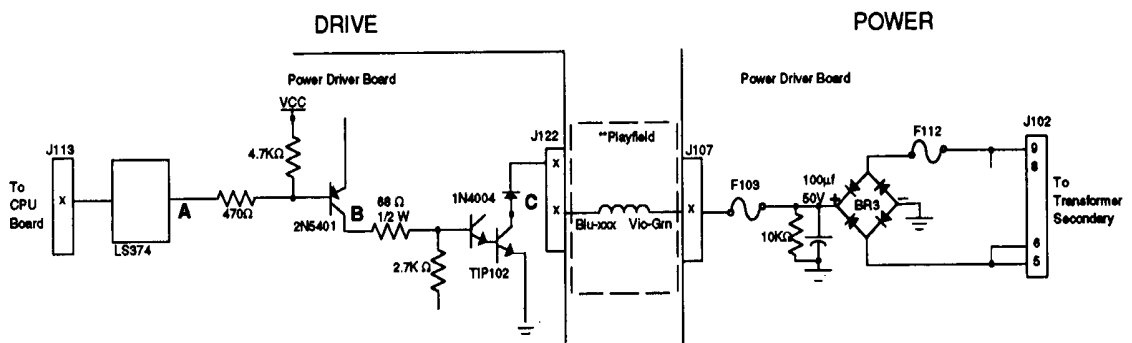 DRIVE
POWER
Power Driver Board
Power Driver Board
VCC
J113
4.7KΩ
J122
**Playfield
J107
F112
J102
To
CPU
Board
x
A
470Ω
2N5401
B
68 Ω
1/2 W
1N4004
C
x
x
Blu-xxx
Vio-Grn
x
F103
100µf
50V
+
BR3
-
9
8
To
Transformer
Secondary
LS374
2.7K Ω
TIP102
10KΩ
6
5